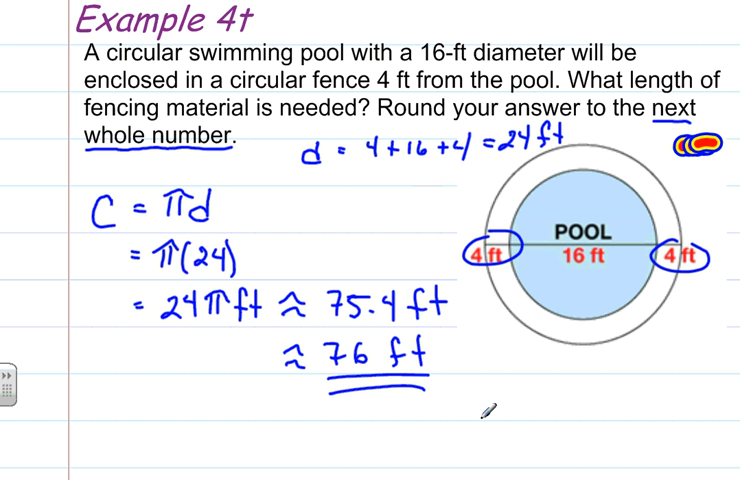 Example 4t
A circular swimming pool with a 16-ft diameter will be
enclosed in a circular fence 4 ft from the pool. What length of
fencing material is needed? Round your answer to the next
whole number.
d = 4 + 16 + 4 = 24 ft
C = πd
= π(24)
= 24π ft ≈ 75.4 ft
≈ 76 ft
POOL
4 ft 16 ft 4 ft